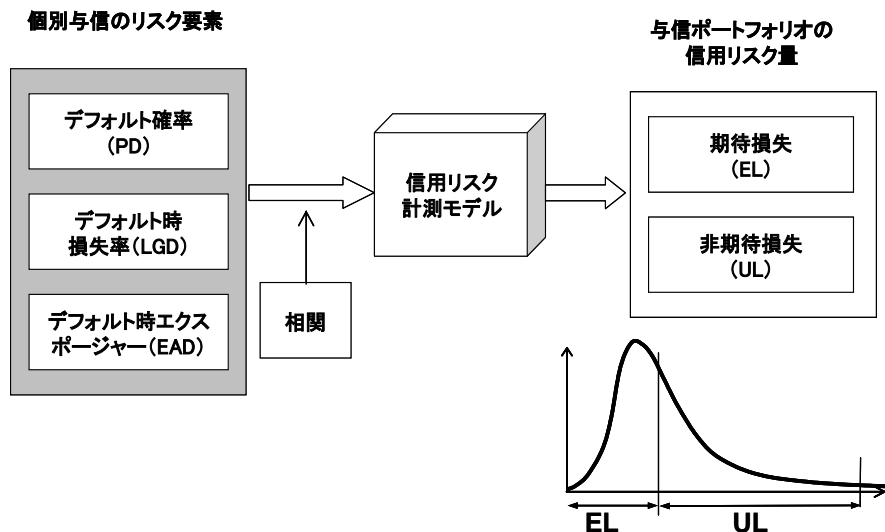 個別与信のリスク要素
デフォルト確率
(PD)
デフォルト時
損失率(LGD)
デフォルト時エクス
ポージャー(EAD)
相関
信用リスク
計測モデル
与信ポートフォリオの
信用リスク量
期待損失
(EL)
非期待損失
(UL)
EL
UL